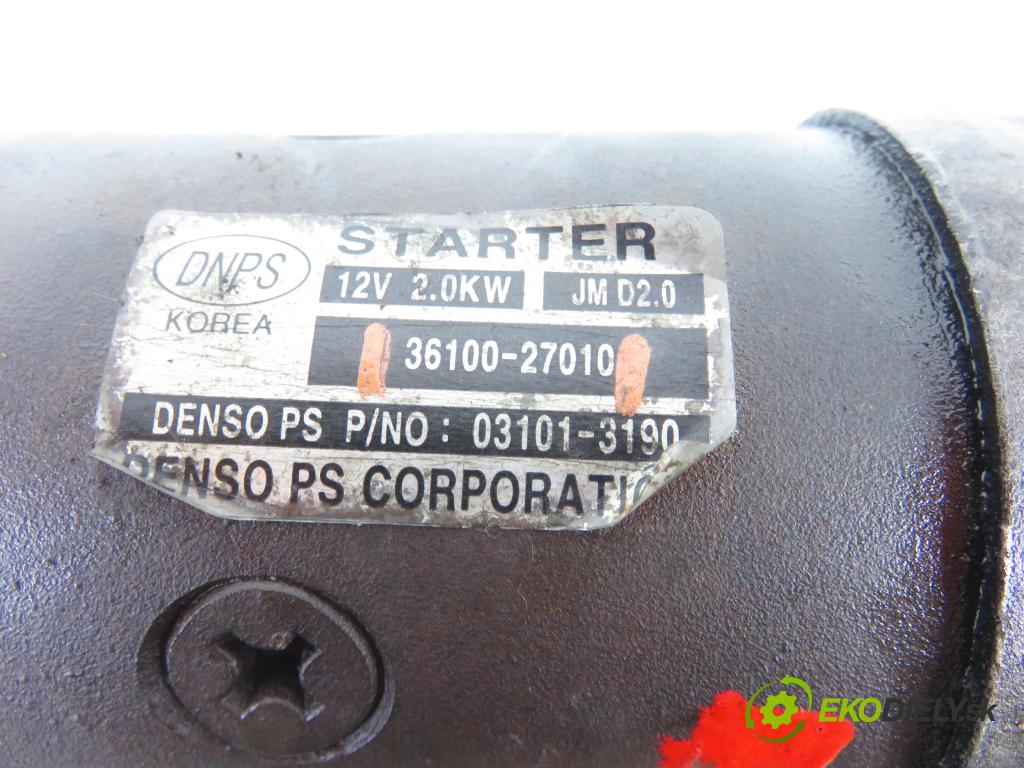 STARTER
DNPS
KOREA
12V 2.0KW JM D2.0
36100-27010
DENSO PS P/NO : 03101-3190
DENSO PS CORPORATIO
EKODIELY.sk